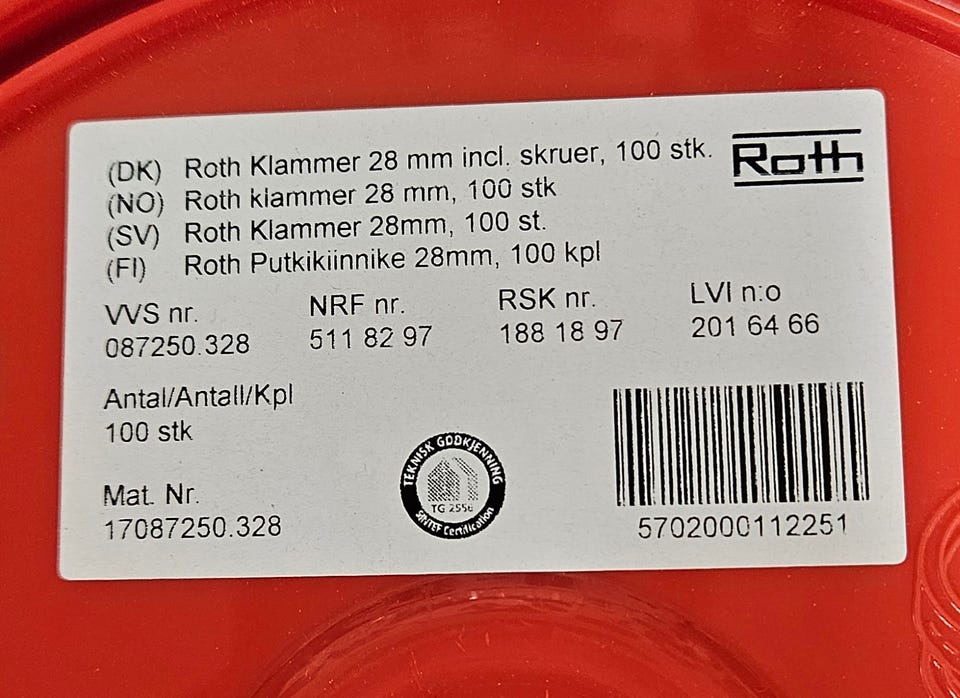 Roth
(DK) Roth Klammer 28 mm incl. skruer, 100 stk.
(NO) Roth klammer 28 mm, 100 stk
(SV) Roth Klammer 28mm, 100 st.
(FI) Roth Putkikiinnike 28mm, 100 kpl
VVS nr. NRF nr. RSK nr. LVI n:o
087250.328 511 82 97 188 18 97 201 64 66
Antal/Antall/Kpl
100 stk
Mat. Nr.
17087250.328
TEKNISK GODKJENNING
TG 2556
SINTEF Certification
5702000112251